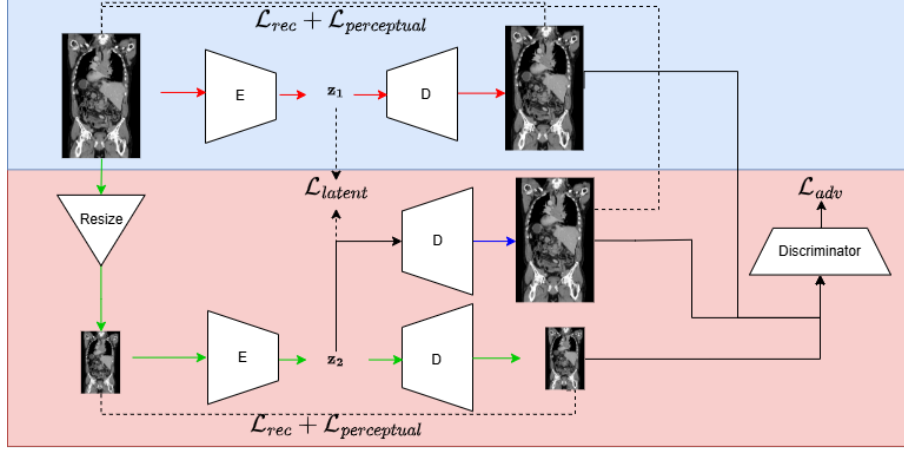 ℒ_rec + ℒ_perceptual
E
z₁
D
ℒ_latent
ℒ_adv
Resize
D
Discriminator
E
z₂
D
ℒ_rec + ℒ_perceptual